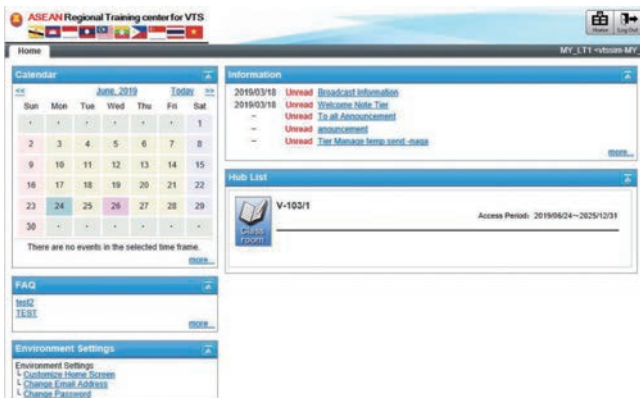 ASEAN Regional Training center for VTS
Home
Log Out
Home
MY_LT1 <vtssim-MY_
Calendar
<< June, 2019 Today >>
Sun Mon Tue Wed Thu Fri Sat
* * * * * * 1
2 3 4 5 6 7 8
9 10 11 12 13 14 15
16 17 18 19 20 21 22
23 24 25 26 27 28 29
30 * * * * * *
There are no events in the selected time frame.
more...
FAQ
test2
TEST
more...
Environment Settings
Environment Settings
└ Customize Home Screen
└ Change Email Address
└ Change Password
Information
2019/03/18 Unread Broadcast Information
2019/03/18 Unread Welcome Note Tier
– Unread To all Announcement
– Unread anouncement
– Unread Tier Manage temp send -naga
more...
Hub List
Class room
V-103/1
Access Period: 2019/06/24～2025/12/31